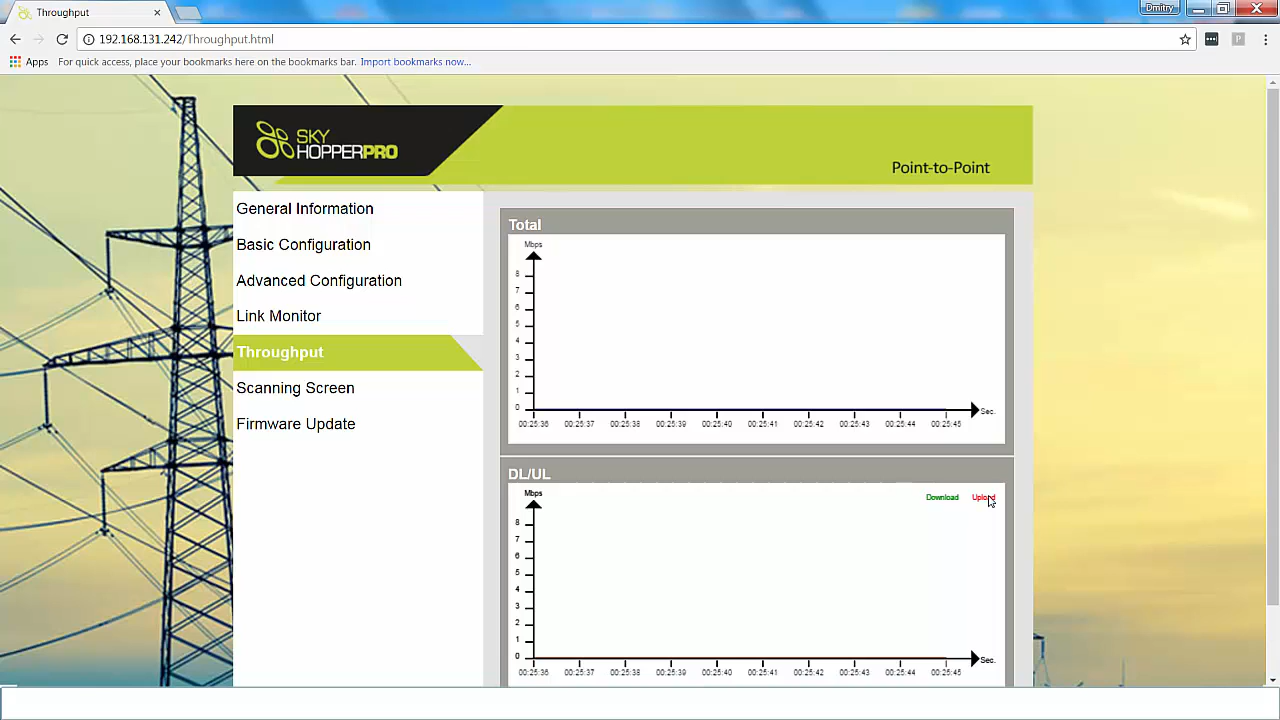 Throughput
Dmitry
192.168.131.242/Throughput.html
Apps For quick access, place your bookmarks here on the bookmarks bar. Import bookmarks now...
SKY
HOPPERPRO
Point-to-Point
General Information
Basic Configuration
Advanced Configuration
Link Monitor
Throughput
Scanning Screen
Firmware Update
Total
Mbps
8
7
6
5
4
3
2
1
0
Sec.
00:25:36 00:25:37 00:25:38 00:25:39 00:25:40 00:25:41 00:25:42 00:25:43 00:25:44 00:25:45
DL/UL
Mbps
Download Upload
8
7
6
5
4
3
2
1
0
Sec.
00:25:36 00:25:37 00:25:38 00:25:39 00:25:40 00:25:41 00:25:42 00:25:43 00:25:44 00:25:45